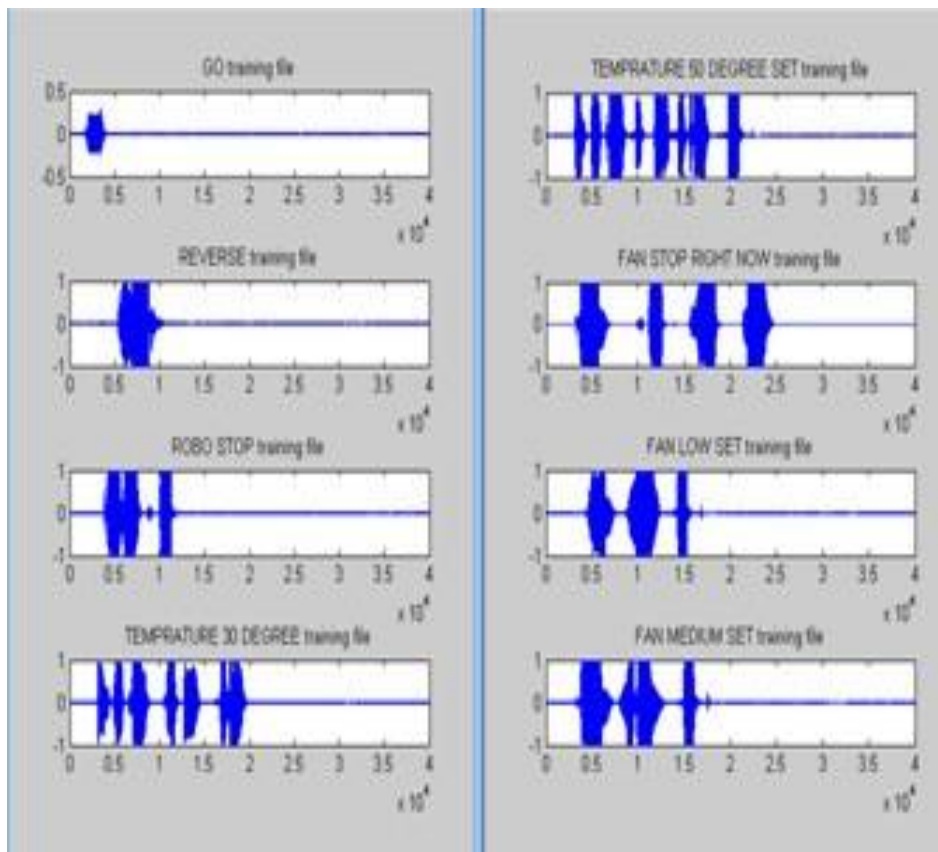 GO training file
0.5
0
-0.5
0 0.5 1 1.5 2 2.5 3 3.5 4
x 10^4
REVERSE training file
1
0
-1
0 0.5 1 1.5 2 2.5 3 3.5 4
x 10^4
ROBO STOP training file
1
0
-1
0 0.5 1 1.5 2 2.5 3 3.5 4
x 10^4
TEMPRATURE 30 DEGREE training file
1
0
-1
0 0.5 1 1.5 2 2.5 3 3.5 4
x 10^4
TEMPRATURE 50 DEGREE SET training file
1
0
-1
0 0.5 1 1.5 2 2.5 3 3.5 4
x 10^4
FAN STOP RIGHT NOW training file
1
0
-1
0 0.5 1 1.5 2 2.5 3 3.5 4
x 10^4
FAN LOW SET training file
1
0
-1
0 0.5 1 1.5 2 2.5 3 3.5 4
x 10^4
FAN MEDIUM SET training file
1
0
-1
0 0.5 1 1.5 2 2.5 3 3.5 4
x 10^4